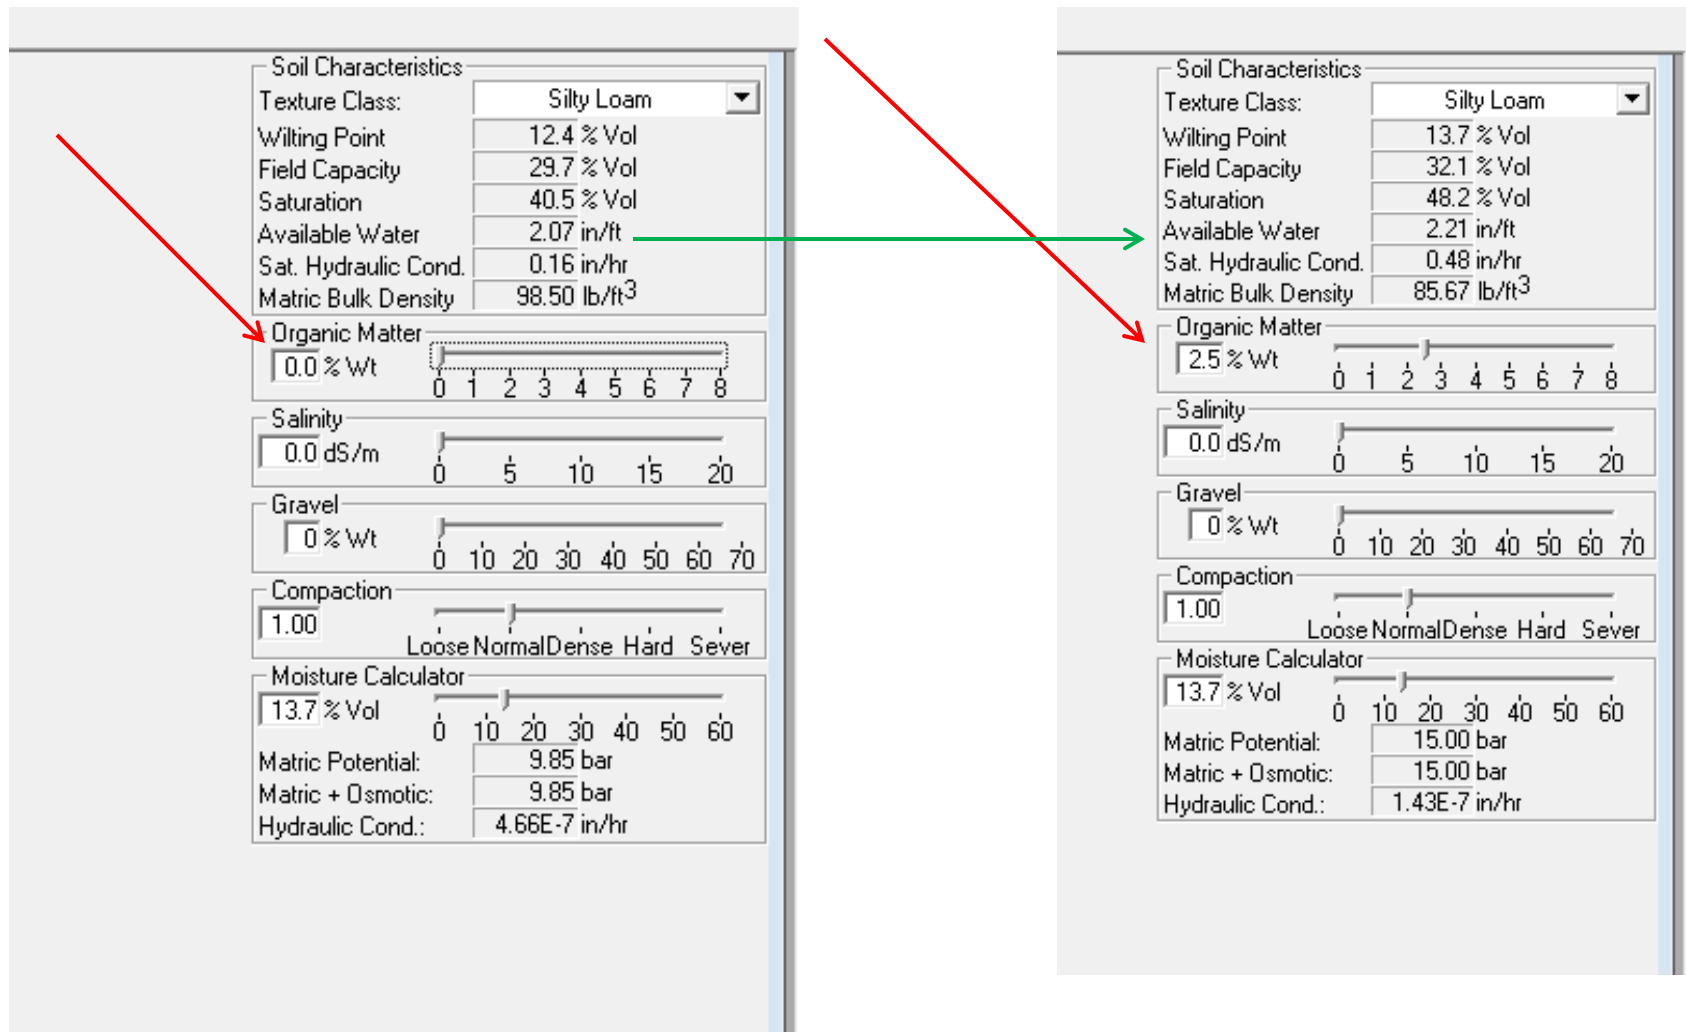 Soil Characteristics
Texture Class: Silty Loam
Wilting Point 12.4 % Vol
Field Capacity 29.7 % Vol
Saturation 40.5 % Vol
Available Water 2.07 in/ft
Sat. Hydraulic Cond. 0.16 in/hr
Matric Bulk Density 98.50 lb/ft3
Organic Matter
0.0 % Wt
0 1 2 3 4 5 6 7 8
Salinity
0.0 dS/m
0 5 10 15 20
Gravel
0 % Wt
0 10 20 30 40 50 60 70
Compaction
1.00
Loose Normal Dense Hard Sever
Moisture Calculator
13.7 % Vol
0 10 20 30 40 50 60
Matric Potential: 9.85 bar
Matric + Osmotic: 9.85 bar
Hydraulic Cond.: 4.66E-7 in/hr
Soil Characteristics
Texture Class: Silty Loam
Wilting Point 13.7 % Vol
Field Capacity 32.1 % Vol
Saturation 48.2 % Vol
Available Water 2.21 in/ft
Sat. Hydraulic Cond. 0.48 in/hr
Matric Bulk Density 85.67 lb/ft3
Organic Matter
2.5 % Wt
0 1 2 3 4 5 6 7 8
Salinity
0.0 dS/m
0 5 10 15 20
Gravel
0 % Wt
0 10 20 30 40 50 60 70
Compaction
1.00
Loose Normal Dense Hard Sever
Moisture Calculator
13.7 % Vol
0 10 20 30 40 50 60
Matric Potential: 15.00 bar
Matric + Osmotic: 15.00 bar
Hydraulic Cond.: 1.43E-7 in/hr